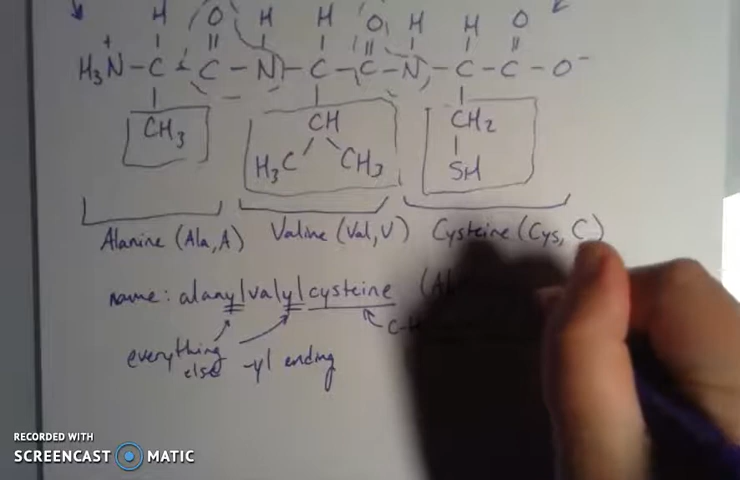 H O H H O H H O
H₃N⁺ - C - C - N - C - C - N - C - C - O⁻
CH₃ CH CH₂
H₃C CH₃ SH
Alanine (Ala, A) Valine (Val, V) Cysteine (Cys, C)
name: alanylvalylcysteine
everything
else -yl ending
RECORDED WITH
SCREENCAST MATIC